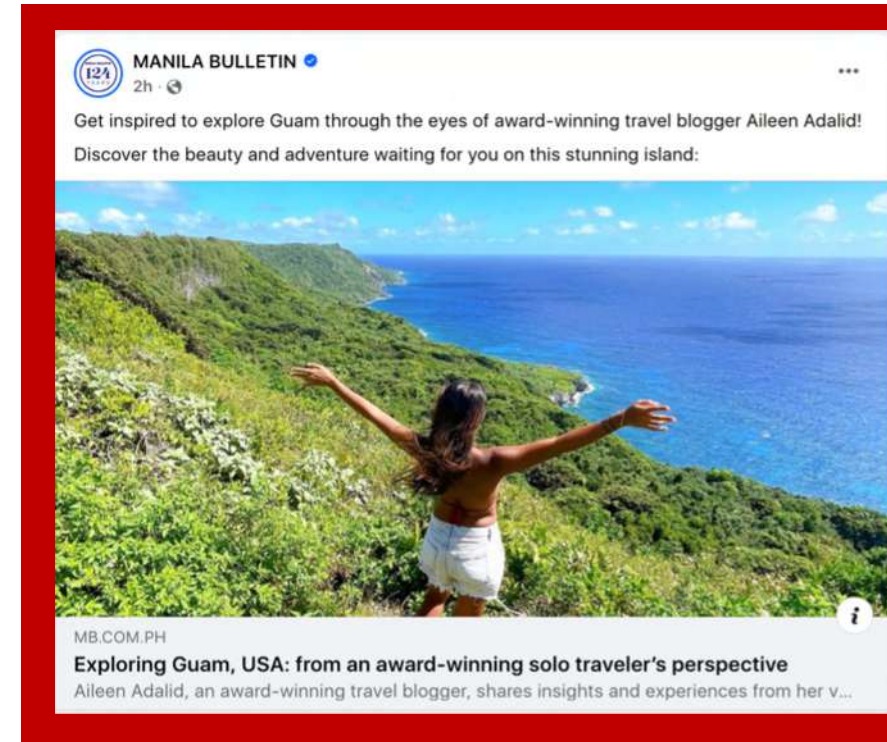 MANILA BULLETIN
124
2h
Get inspired to explore Guam through the eyes of award-winning travel blogger Aileen Adalid!
Discover the beauty and adventure waiting for you on this stunning island:
i
MB.COM.PH
Exploring Guam, USA: from an award-winning solo traveler's perspective
Aileen Adalid, an award-winning travel blogger, shares insights and experiences from her v...